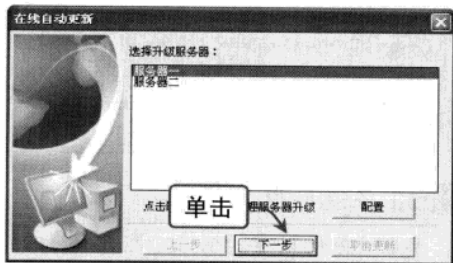 在线自动更新
选择升级服务器：
服务器一
服务器二
点击
理服务器升级
配置
单击
上一步
下一步
取消更新